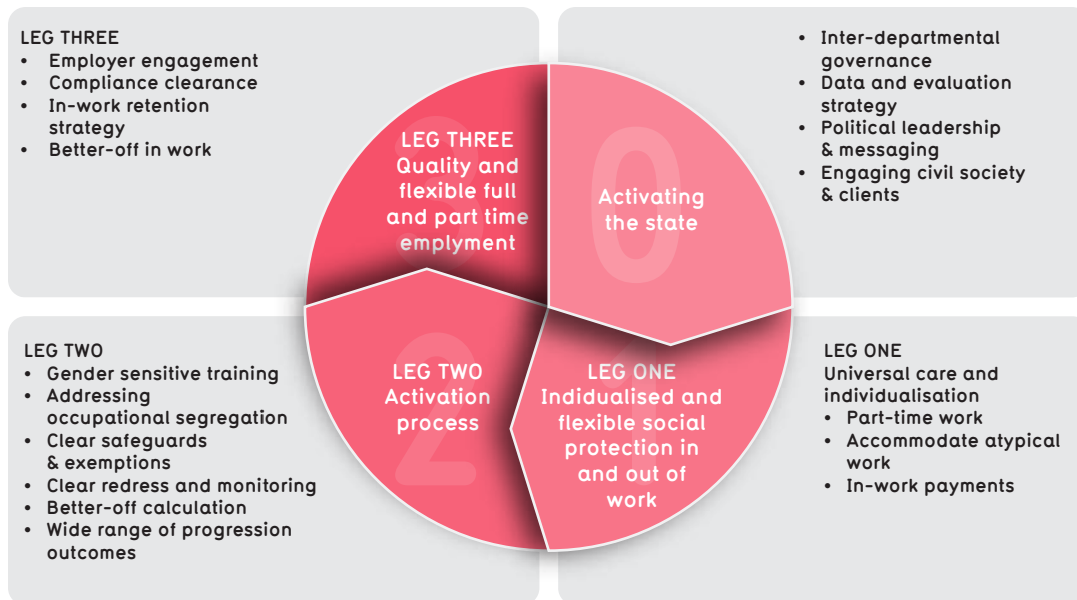 LEG THREE
• Employer engagement
• Compliance clearance
• In-work retention
strategy
• Better-off in work
• Inter-departmental
governance
• Data and evaluation
strategy
• Political leadership
& messaging
• Engaging civil society
& clients
3
LEG THREE
Quality and
flexible full
and part time
emplyment
0
Activating
the state
2
LEG TWO
Activation
process
1
LEG ONE
Indidualised and
flexible social
protection in
and out of
work
LEG TWO
• Gender sensitive training
• Addressing
occupational segregation
• Clear safeguards
& exemptions
• Clear redress and monitoring
• Better-off calculation
• Wide range of progression
outcomes
LEG ONE
Universal care and
individualisation
• Part-time work
• Accommodate atypical
work
• In-work payments